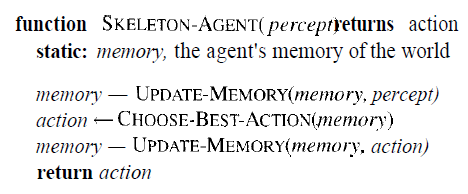 function SKELETON-AGENT( percept) returns action
static: memory, the agent's memory of the world
memory — UPDATE-MEMORY(memory, percept)
action ← CHOOSE-BEST-ACTION(memory)
memory — UPDATE-MEMORY(memory, action)
return action